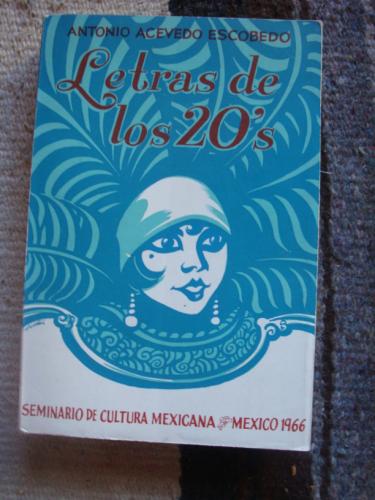 ANTONIO ACEVEDO ESCOBEDO
Letras de
los 20's
SEMINARIO DE CULTURA MEXICANA MEXICO 1966